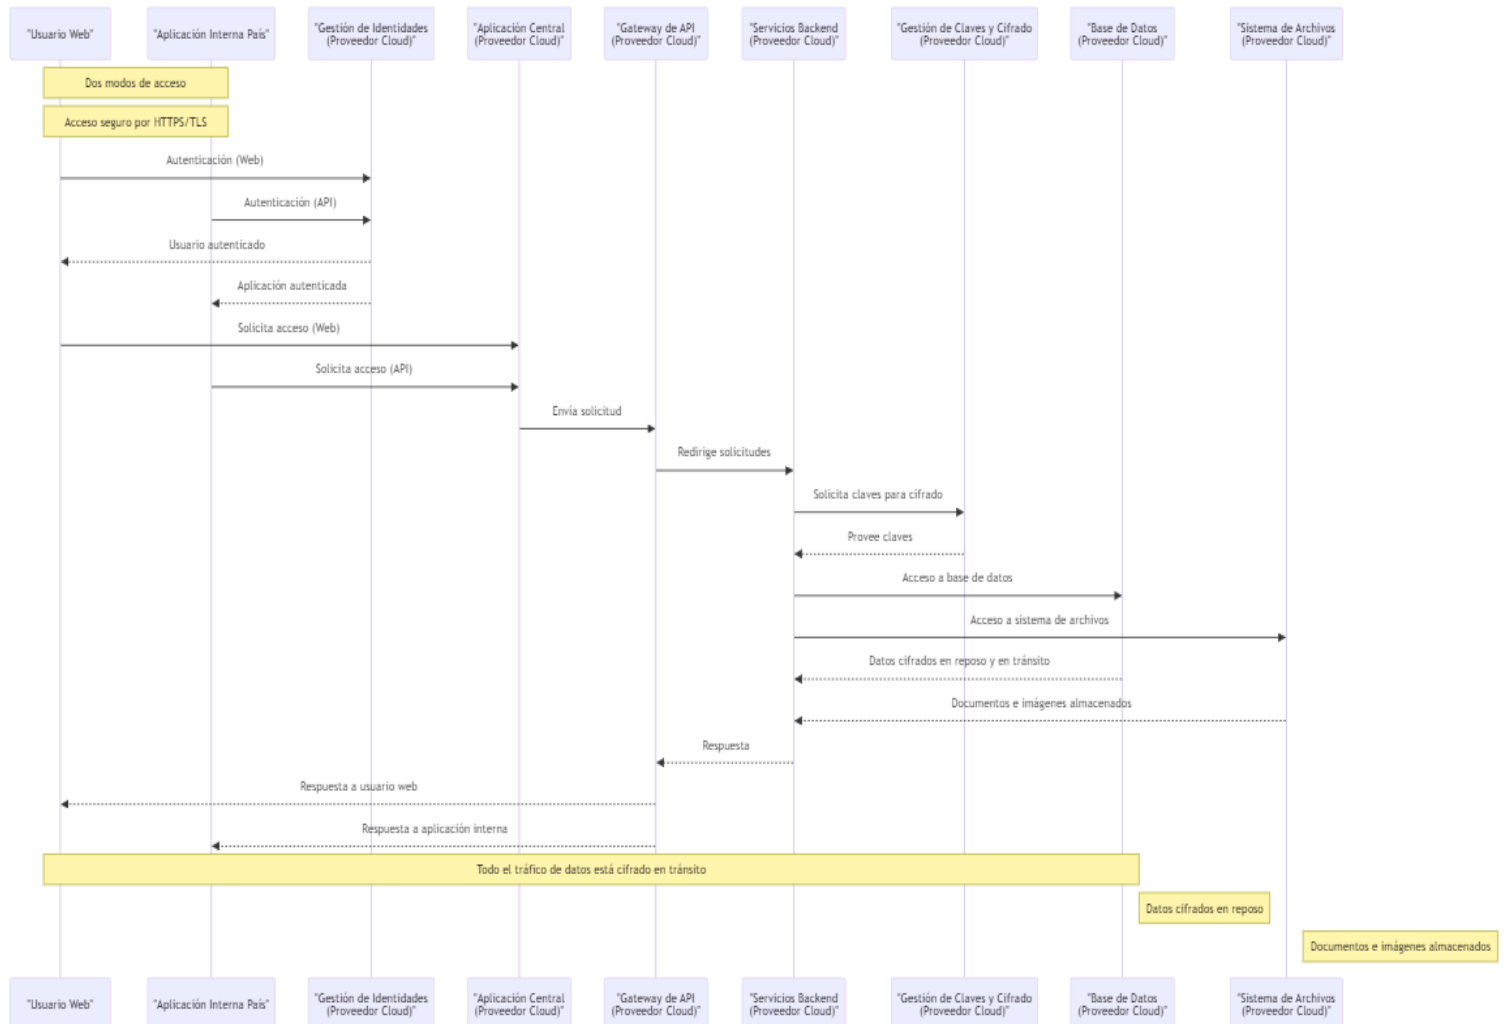 "Usuario Web"
"Aplicación Interna País"
"Gestión de Identidades
(Proveedor Cloud)"
"Aplicación Central
(Proveedor Cloud)"
"Gateway de API
(Proveedor Cloud)"
"Servicios Backend
(Proveedor Cloud)"
"Gestión de Claves y Cifrado
(Proveedor Cloud)"
"Base de Datos
(Proveedor Cloud)"
"Sistema de Archivos
(Proveedor Cloud)"
Dos modos de acceso
Acceso seguro por HTTPS/TLS
Autenticación (Web)
Autenticación (API)
Usuario autenticado
Aplicación autenticada
Solicita acceso (Web)
Solicita acceso (API)
Envía solicitud
Redirige solicitudes
Solicita claves para cifrado
Provee claves
Acceso a base de datos
Acceso a sistema de archivos
Datos cifrados en reposo y en tránsito
Documentos e imágenes almacenados
Respuesta
Respuesta a usuario web
Respuesta a aplicación interna
Todo el tráfico de datos está cifrado en tránsito
Datos cifrados en reposo
Documentos e imágenes almacenados
"Usuario Web"
"Aplicación Interna País"
"Gestión de Identidades
(Proveedor Cloud)"
"Aplicación Central
(Proveedor Cloud)"
"Gateway de API
(Proveedor Cloud)"
"Servicios Backend
(Proveedor Cloud)"
"Gestión de Claves y Cifrado
(Proveedor Cloud)"
"Base de Datos
(Proveedor Cloud)"
"Sistema de Archivos
(Proveedor Cloud)"